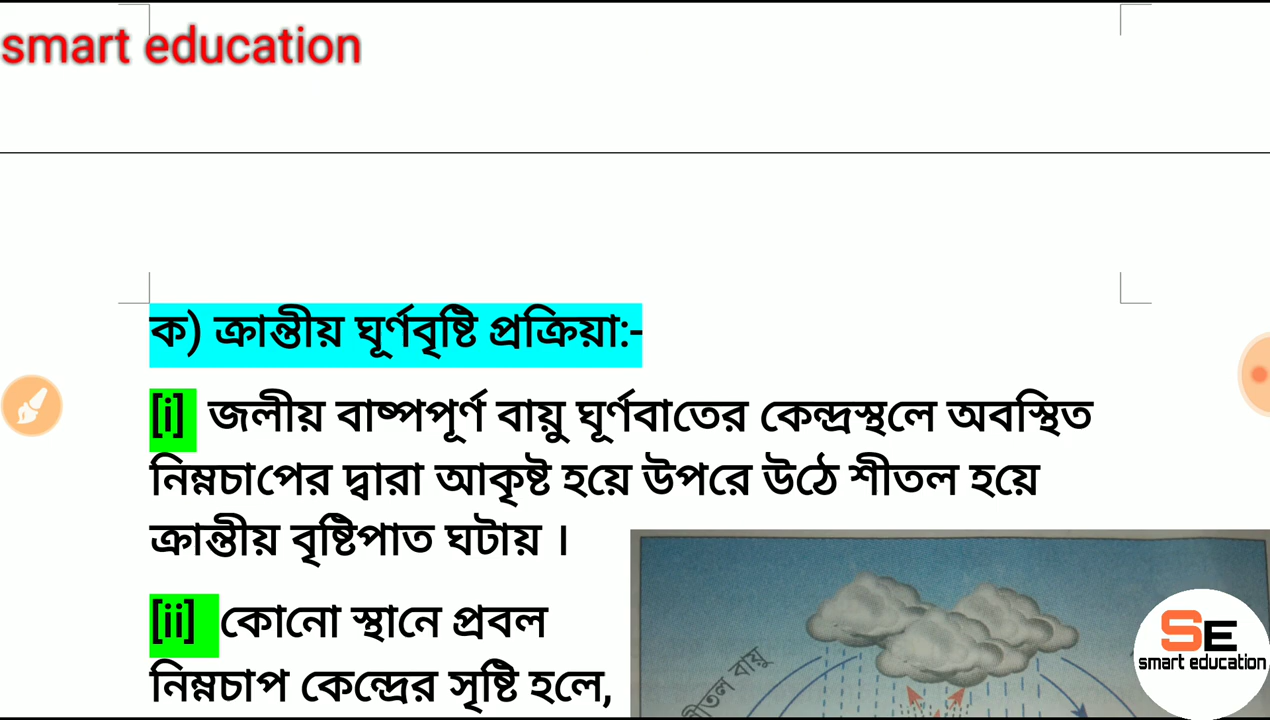 smart education
ক) ক্রান্তীয় ঘূর্ণবৃষ্টি প্রক্রিয়া:-
[i] জলীয় বাষ্পপূর্ণ বায়ু ঘূর্ণবাতের কেন্দ্রস্থলে অবস্থিত
নিম্নচাপের দ্বারা আকৃষ্ট হয়ে উপরে উঠে শীতল হয়ে
ক্রান্তীয় বৃষ্টিপাত ঘটায় ।
[ii] কোনো স্থানে প্রবল
নিম্নচাপ কেন্দ্রের সৃষ্টি হলে,
শীতল বায়ু
SE
smart education